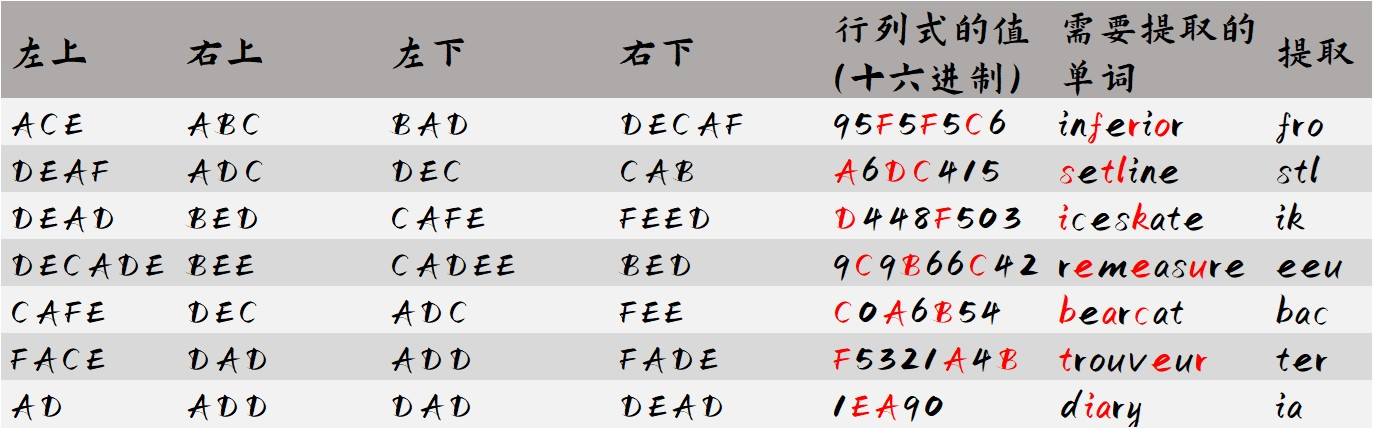 左上 右上 左下 右下 行列式的值(十六进制) 需要提取的单词 提取
ACE ABC BAD DECAF 95F5F5C6 inferior fro
DEAF ADC DEC CAB A6DC415 setline stl
DEAD BED CAFE FEED D448F503 iceskate ik
DECADE BEE CADEE BED 9C9B66C42 remeasure eeu
CAFE DEC ADC FEE C0A6B54 bearcat bac
FACE DAD ADD FADE F5321A4B trouveur ter
AD ADD DAD DEAD 1EA90 diary ia